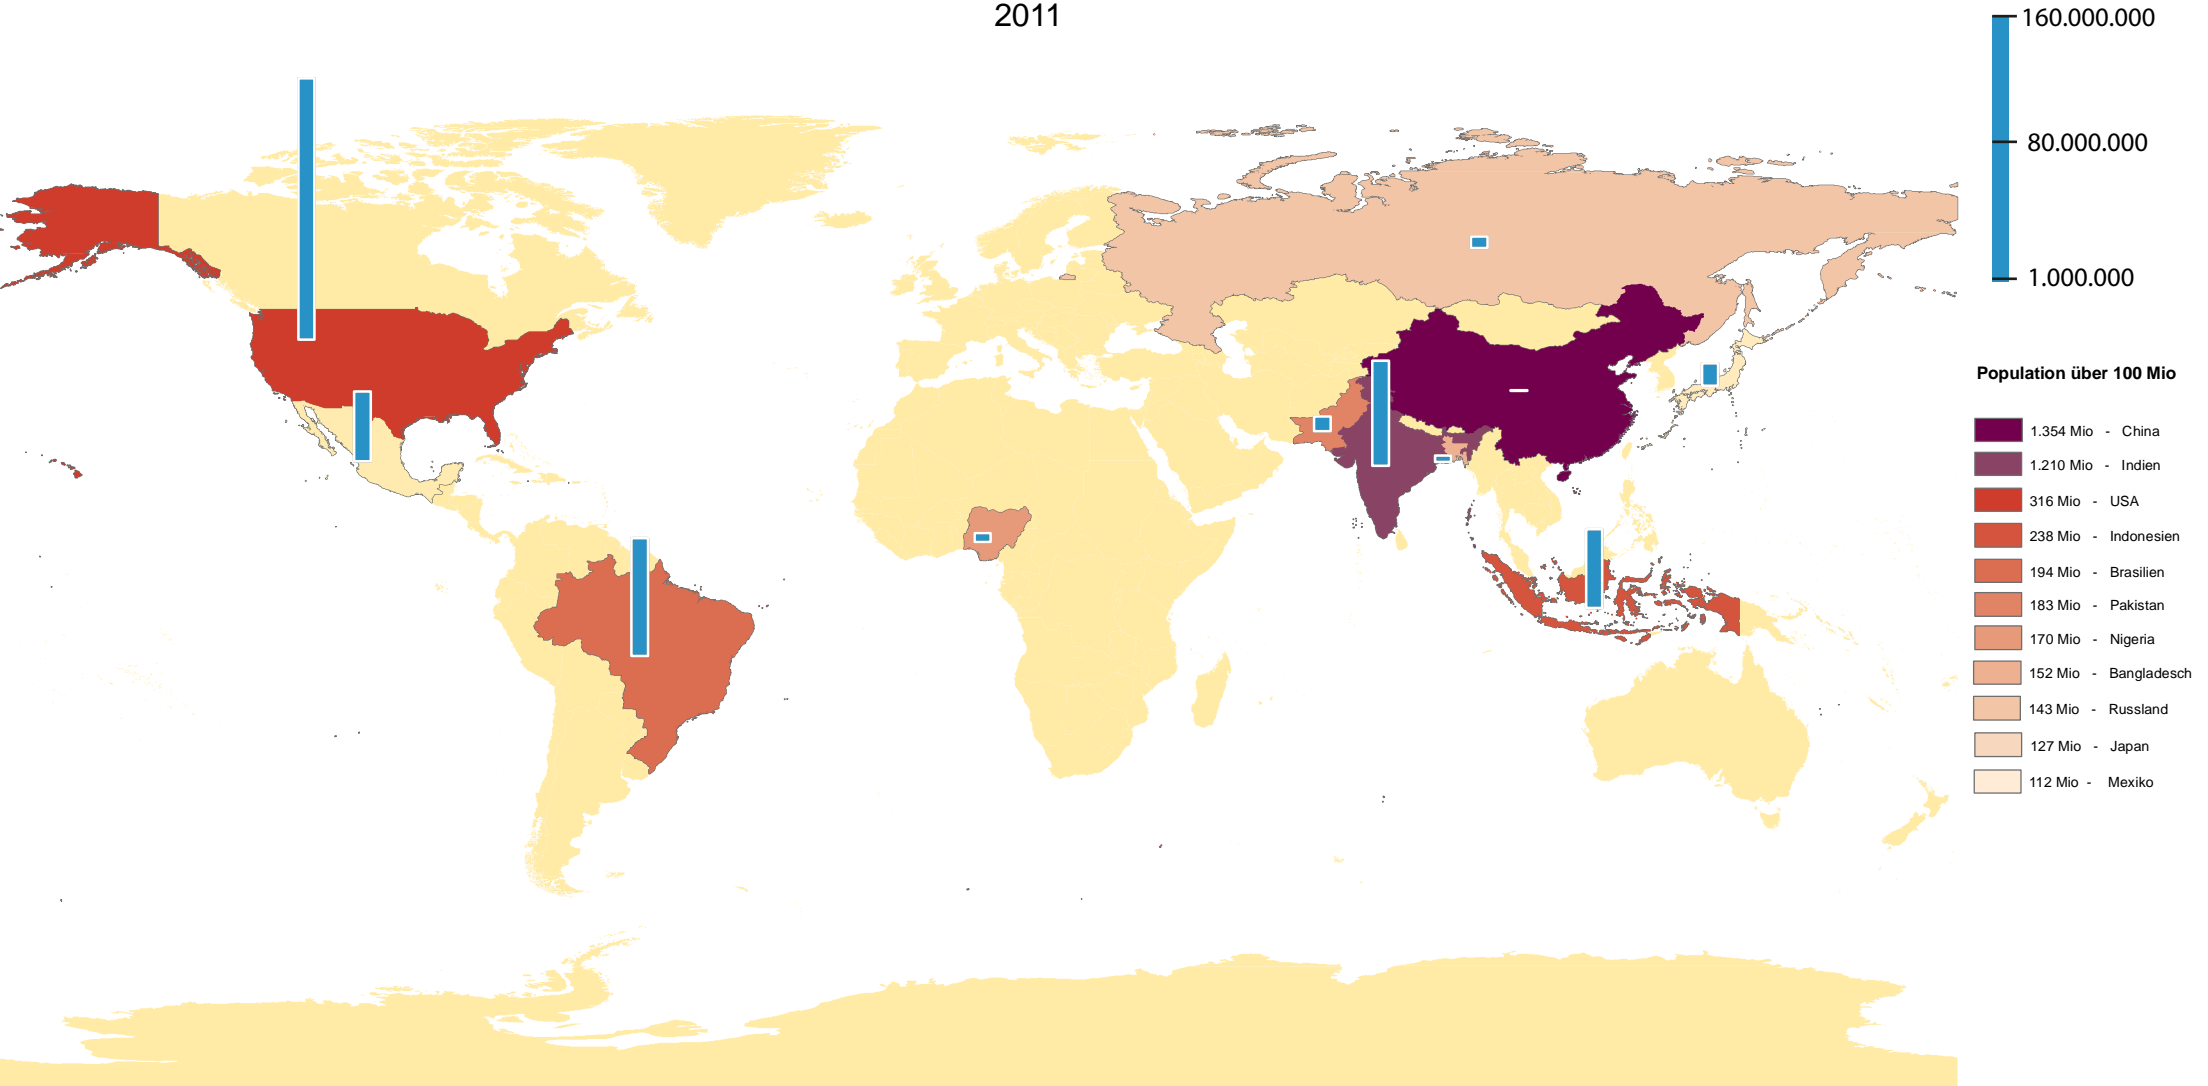 2011
160.000.000
80.000.000
1.000.000
Population über 100 Mio
1.354 Mio - China
1.210 Mio - Indien
316 Mio - USA
238 Mio - Indonesien
194 Mio - Brasilien
183 Mio - Pakistan
170 Mio - Nigeria
152 Mio - Bangladesch
143 Mio - Russland
127 Mio - Japan
112 Mio - Mexiko